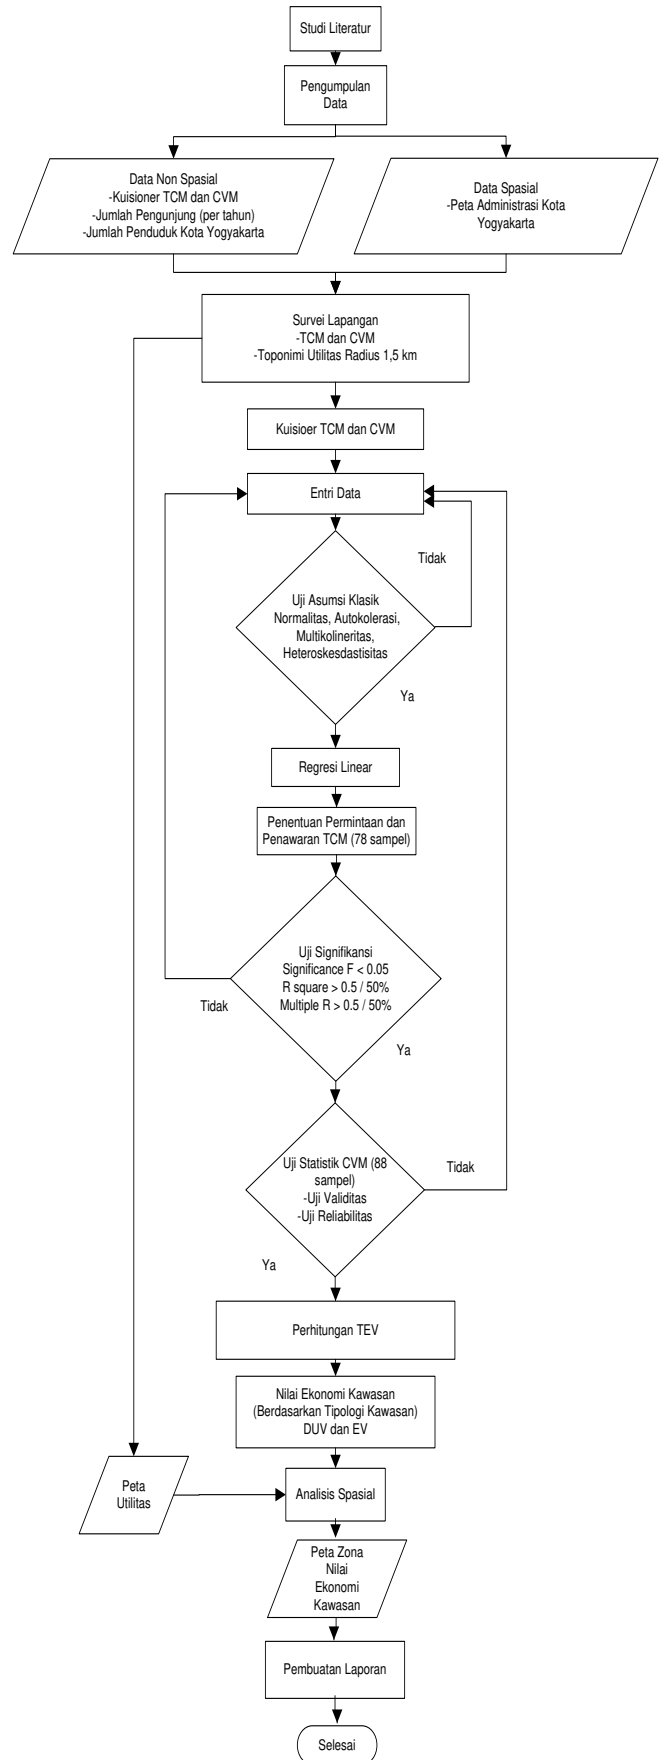 Studi Literatur
Pengumpulan
Data
Data Non Spasial
-Kuisioner TCM dan CVM
-Jumlah Pengunjung (per tahun)
-Jumlah Penduduk Kota Yogyakarta
Data Spasial
-Peta Administrasi Kota
Yogyakarta
Survei Lapangan
-TCM dan CVM
-Toponimi Utilitas Radius 1,5 km
Kuisioer TCM dan CVM
Entri Data
Tidak
Uji Asumsi Klasik
Normalitas, Autokolerasi,
Multikolineritas,
Heteroskesdastisitas
Ya
Regresi Linear
Penentuan Permintaan dan
Penawaran TCM (78 sampel)
Uji Signifikansi
Significance F < 0.05
R square > 0.5 / 50%
Multiple R > 0.5 / 50%
Tidak
Ya
Uji Statistik CVM (88
sampel)
-Uji Validitas
-Uji Reliabilitas
Tidak
Ya
Perhitungan TEV
Nilai Ekonomi Kawasan
(Berdasarkan Tipologi Kawasan)
DUV dan EV
Peta
Utilitas
Analisis Spasial
Peta Zona
Nilai
Ekonomi
Kawasan
Pembuatan Laporan
Selesai